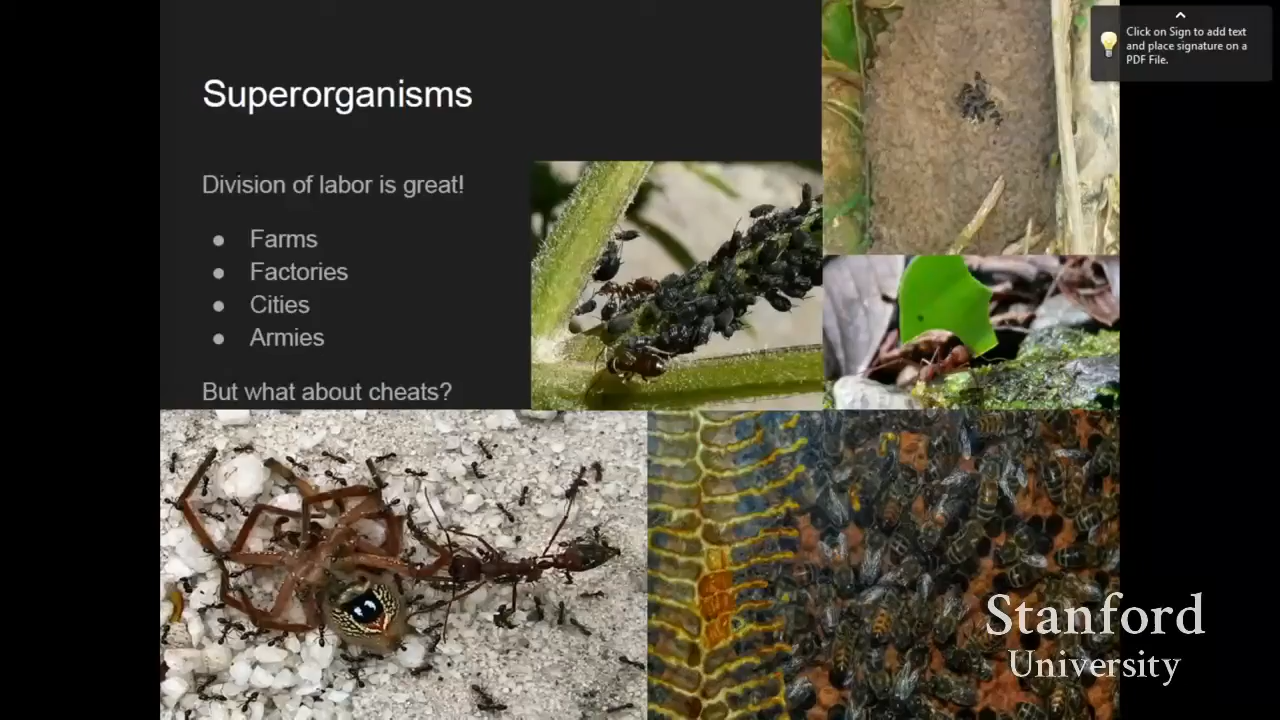 Superorganisms
Division of labor is great!
● Farms
● Factories
● Cities
● Armies
But what about cheats?
Click on Sign to add text
and place signature on a
PDF File.
Stanford
University